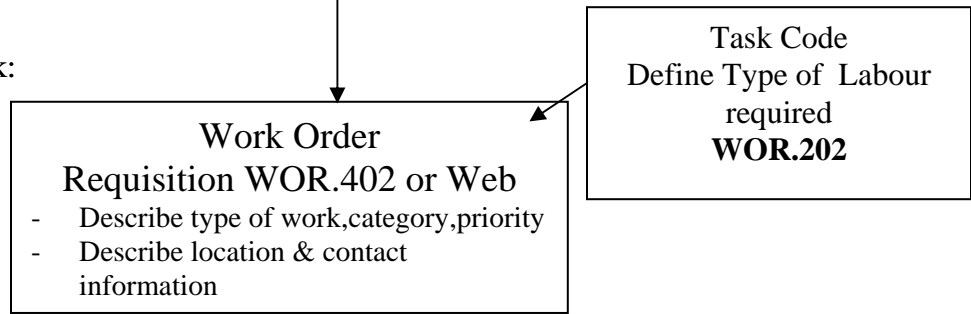 Task Code
Define Type of Labour
required
WOR.202
k:
Work Order
Requisition WOR.402 or Web
- Describe type of work,category,priority
- Describe location & contact
information